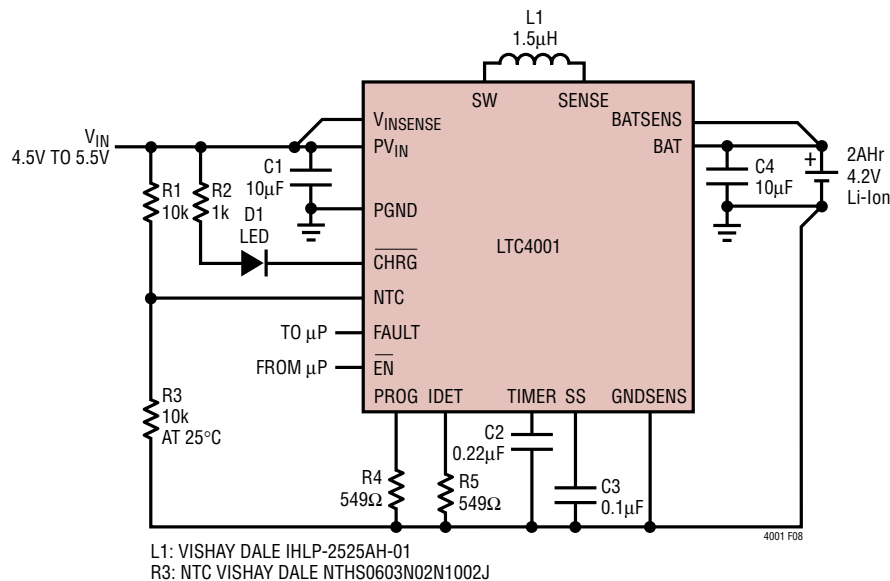 L1
1.5μH
SW
SENSE
VINSENSE
BATSENS
VIN
4.5V TO 5.5V
PVIN
BAT
R1
10k
R2
1k
C1
10μF
C4
10μF
+
2AHr
4.2V
Li-Ion
D1
LED
PGND
LTC4001
CHRG
NTC
TO μP
FAULT
FROM μP
EN
PROG
IDET
TIMER
SS
GNDSENS
R3
10k
AT 25°C
C2
0.22μF
R4
549Ω
R5
549Ω
C3
0.1μF
4001 F08
L1: VISHAY DALE IHLP-2525AH-01
R3: NTC VISHAY DALE NTHS0603N02N1002J